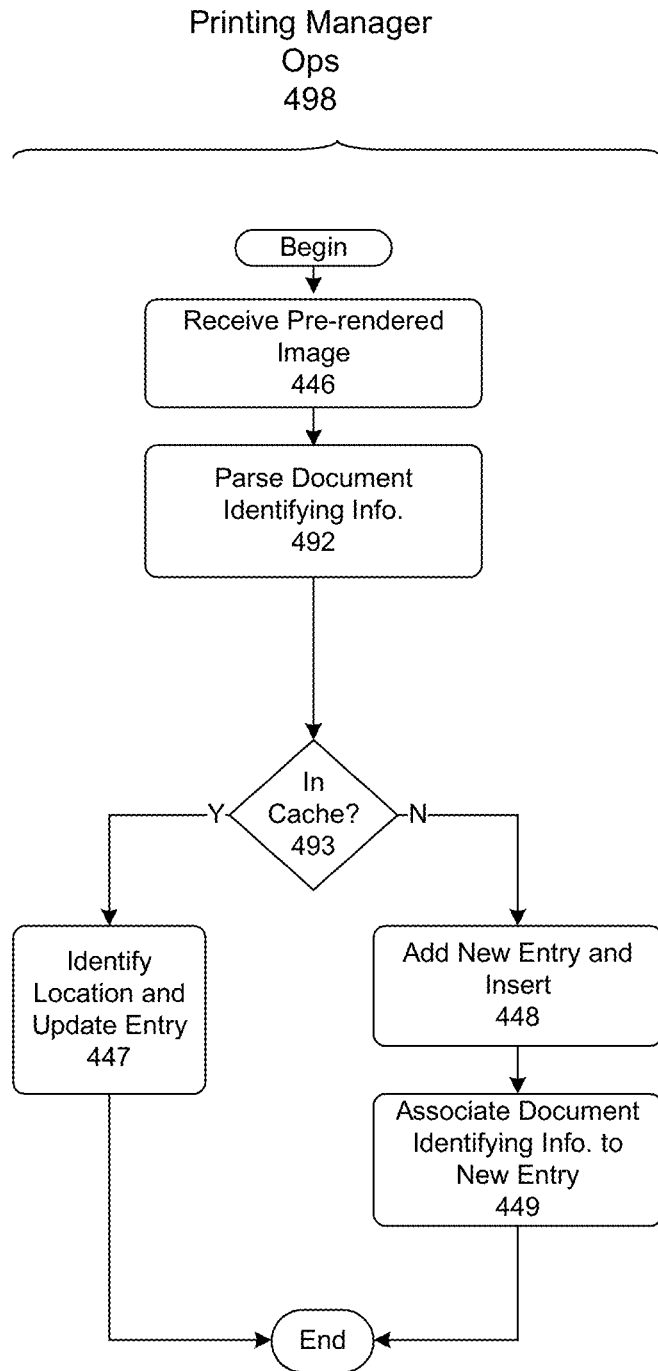 Printing Manager
Ops
498
Begin
Receive Pre-rendered
Image
446
Parse Document
Identifying Info.
492
In
Cache?
493
Y
N
Identify
Location and
Update Entry
447
Add New Entry and
Insert
448
Associate Document
Identifying Info. to
New Entry
449
End